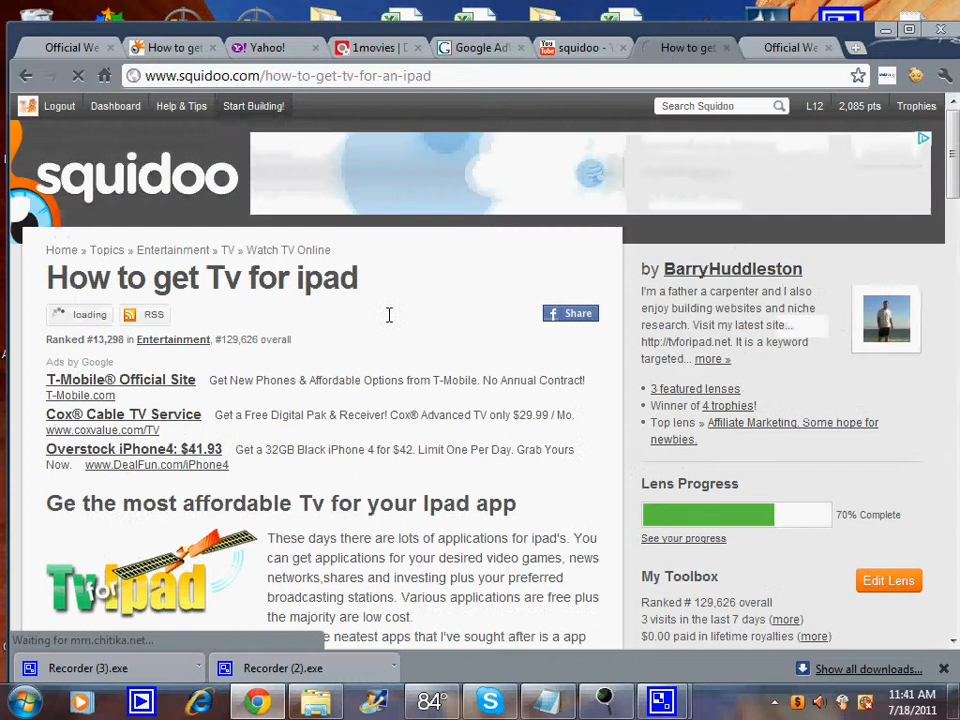 Official We
How to get
Yahoo!
1movies | D
Google Ad
squidoo - Y
How to get
Official We
www.squidoo.com/how-to-get-tv-for-an-ipad
Logout Dashboard Help & Tips Start Building!
Search Squidoo L12 2,085 pts Trophies
squidoo
Home » Topics » Entertainment » TV » Watch TV Online
How to get Tv for ipad
loading RSS
f Share
Ranked #13,298 in Entertainment, #129,626 overall
Ads by Google
T-Mobile® Official Site Get New Phones & Affordable Options from T-Mobile. No Annual Contract!
T-Mobile.com
Cox® Cable TV Service Get a Free Digital Pak & Receiver! Cox® Advanced TV only $29.99 / Mo.
www.coxvalue.com/TV
Overstock iPhone4: $41.93 Get a 32GB Black iPhone 4 for $42. Limit One Per Day. Grab Yours
Now. www.DealFun.com/iPhone4
Ge the most affordable Tv for your Ipad app
Tv for Ipad
These days there are lots of applications for ipad's. You
can get applications for your desired video games, news
networks,shares and investing plus your preferred
broadcasting stations. Various applications are free plus
the majority are low cost.
e neatest apps that I've sought after is a app
by BarryHuddleston
I'm a father a carpenter and I also
enjoy building websites and niche
research. Visit my latest site...
http://tvforipad.net. It is a keyword
targeted... more »
3 featured lenses
Winner of 4 trophies!
Top lens » Affiliate Marketing. Some hope for
newbies.
Lens Progress
70% Complete
See your progress
My Toolbox
Edit Lens
Ranked # 129,626 overall
3 visits in the last 7 days (more)
$0.00 paid in lifetime royalties (more)
Waiting for mm.chitika.net...
Recorder (3).exe
Recorder (2).exe
Show all downloads...
84°
11:41 AM
7/18/2011